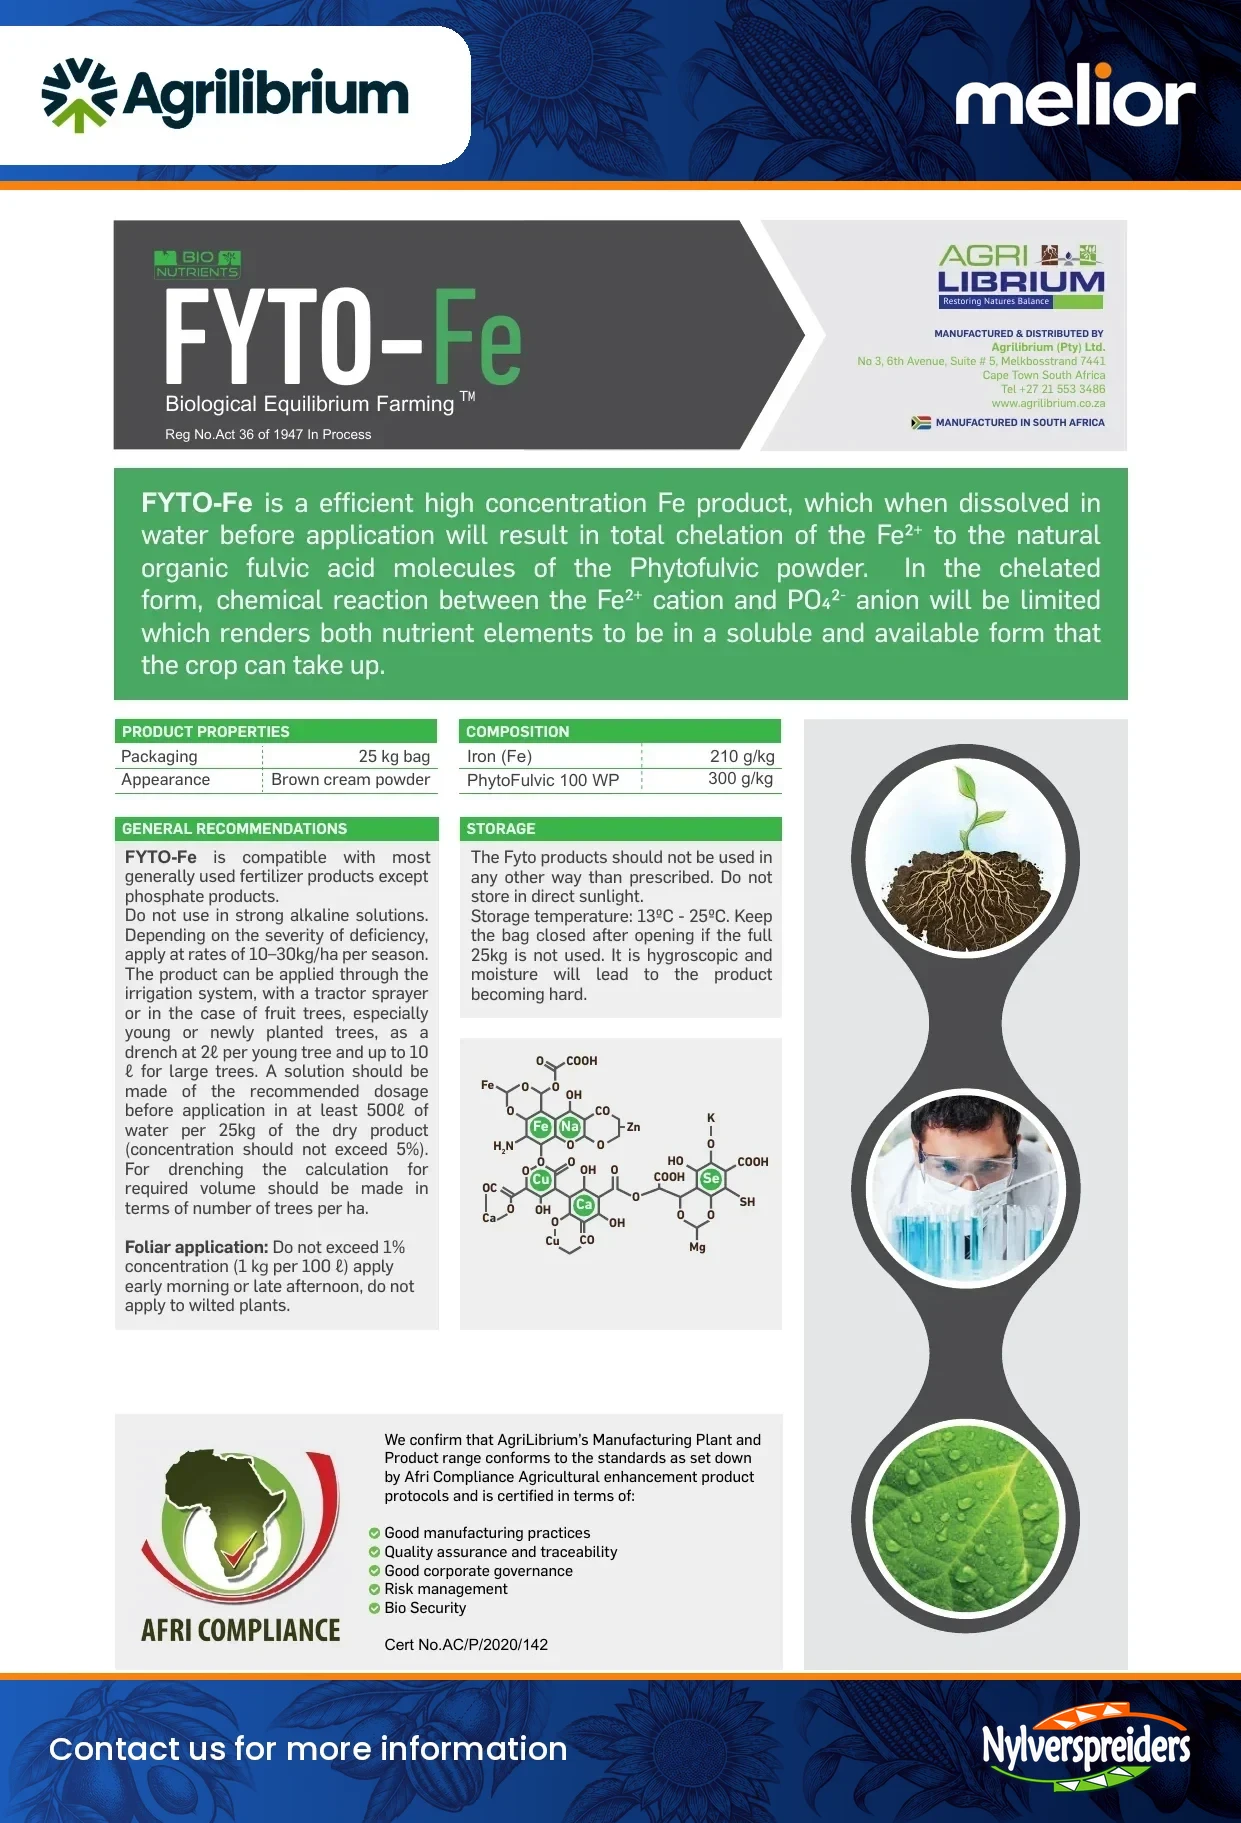 Agrilibrium
melior
BIO
NUTRIENTS
FYTO-Fe
Biological Equilibrium Farming ™
Reg No.Act 36 of 1947 In Process
AGRI
LIBRIUM
Restoring Natures Balance
MANUFACTURED & DISTRIBUTED BY
Agrilibrium (Pty) Ltd.
No 3, 6th Avenue, Suite # 5, Melkbosstrand 7441
Cape Town South Africa
Tel +27 21 553 3486
www.agrilibrium.co.za
MANUFACTURED IN SOUTH AFRICA
FYTO-Fe is a efficient high concentration Fe product, which when dissolved in
water before application will result in total chelation of the Fe²⁺ to the natural
organic fulvic acid molecules of the Phytofulvic powder. In the chelated
form, chemical reaction between the Fe²⁺ cation and PO₄²⁻ anion will be limited
which renders both nutrient elements to be in a soluble and available form that
the crop can take up.
PRODUCT PROPERTIES
Packaging 25 kg bag
Appearance Brown cream powder
COMPOSITION
Iron (Fe) 210 g/kg
PhytoFulvic 100 WP 300 g/kg
GENERAL RECOMMENDATIONS
FYTO-Fe is compatible with most
generally used fertilizer products except
phosphate products.
Do not use in strong alkaline solutions.
Depending on the severity of deficiency,
apply at rates of 10–30kg/ha per season.
The product can be applied through the
irrigation system, with a tractor sprayer
or in the case of fruit trees, especially
young or newly planted trees, as a
drench at 2ℓ per young tree and up to 10
ℓ for large trees. A solution should be
made of the recommended dosage
before application in at least 500ℓ of
water per 25kg of the dry product
(concentration should not exceed 5%).
For drenching the calculation for
required volume should be made in
terms of number of trees per ha.
Foliar application: Do not exceed 1%
concentration (1 kg per 100 ℓ) apply
early morning or late afternoon, do not
apply to wilted plants.
STORAGE
The Fyto products should not be used in
any other way than prescribed. Do not
store in direct sunlight.
Storage temperature: 13ºC - 25ºC. Keep
the bag closed after opening if the full
25kg is not used. It is hygroscopic and
moisture will lead to the product
becoming hard.
O COOH
Fe O O
OH
O CO
Fe Na Zn
K
H₂N O O O
O O OH O HO COOH
Cu COOH Se
OC
O OH Ca O SH
Ca O OH O O
Cu CO Mg
We confirm that AgriLibrium's Manufacturing Plant and
Product range conforms to the standards as set down
by Afri Compliance Agricultural enhancement product
protocols and is certified in terms of:
Good manufacturing practices
Quality assurance and traceability
Good corporate governance
Risk management
Bio Security
Cert No.AC/P/2020/142
AFRI COMPLIANCE
Contact us for more information
Nylverspreiders